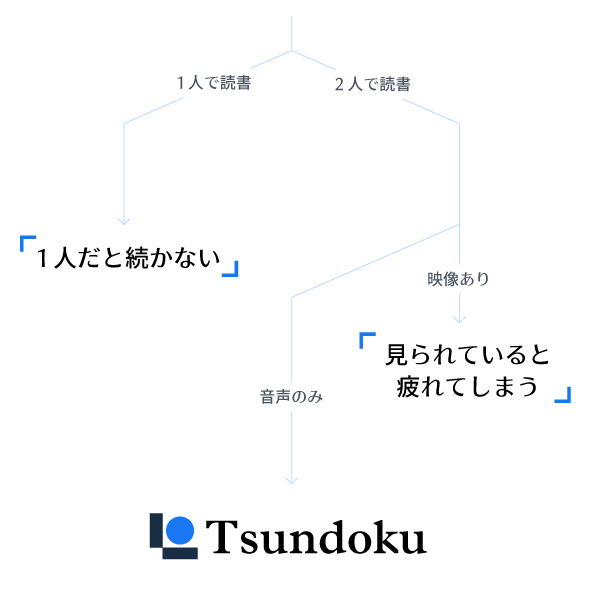 1人で読書
2人で読書
「1人だと続かない」
映像あり
「見られていると
疲れてしまう」
音声のみ
Tsundoku